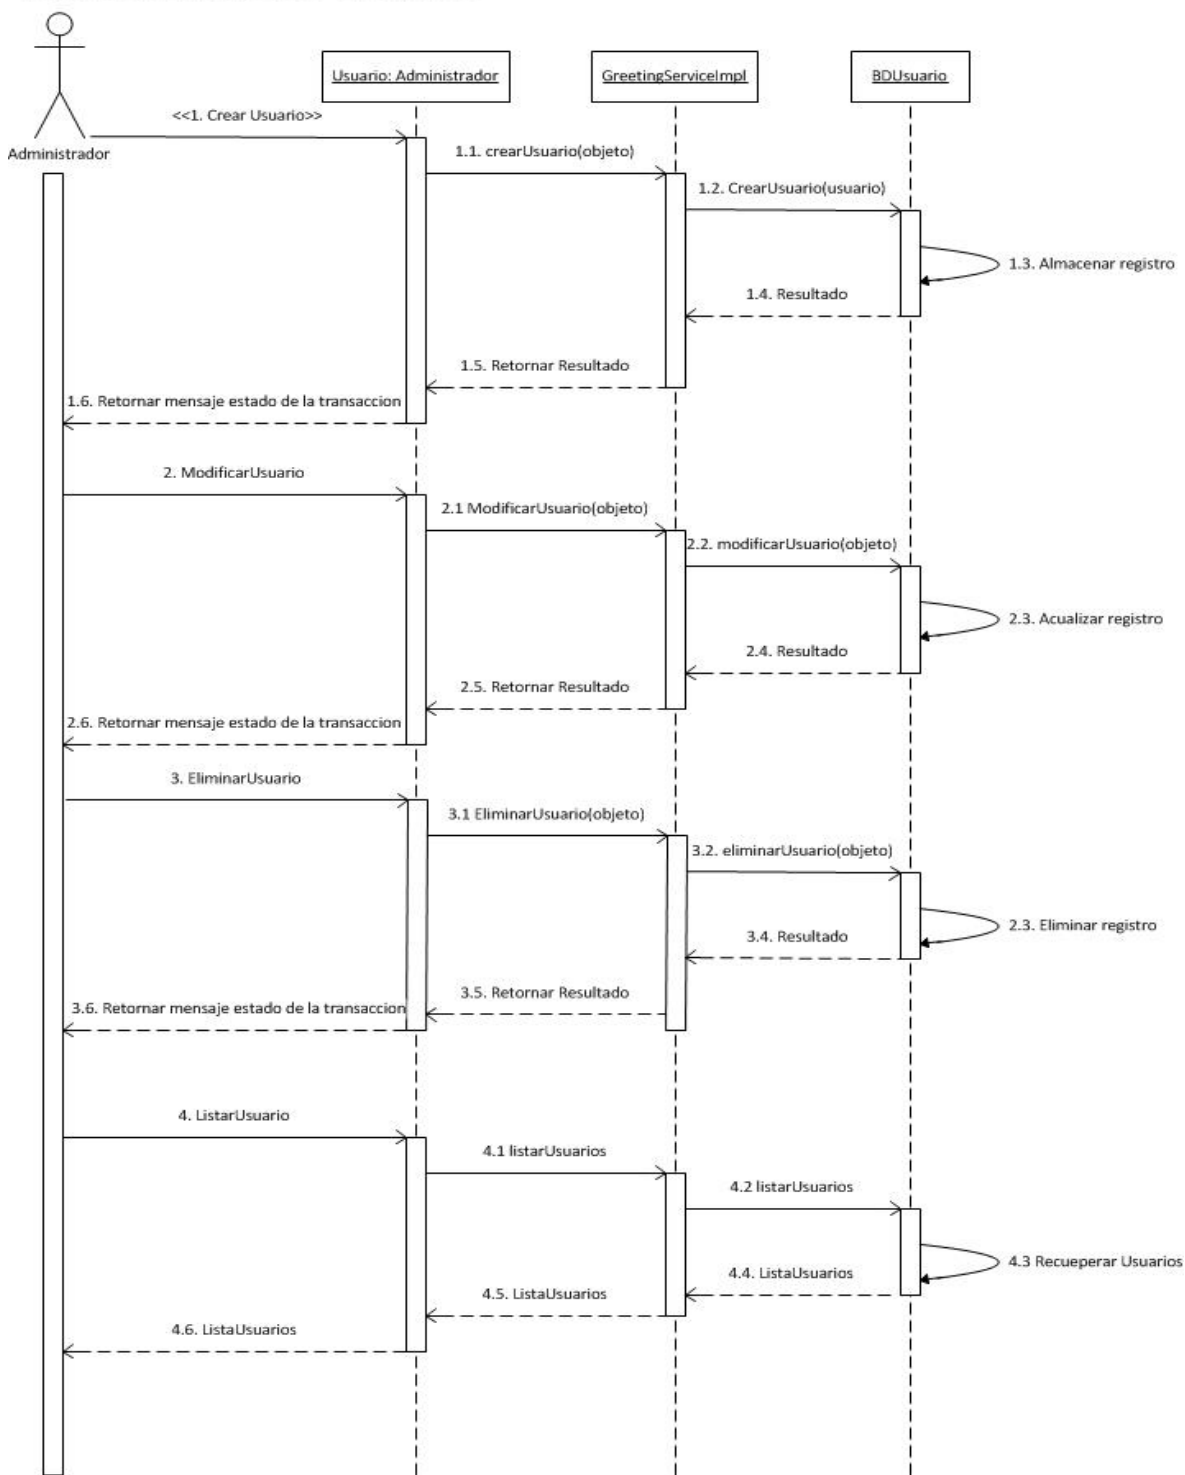 Usuario: Administrador
GreetingServiceImpl
BDUsuario
<<1. Crear Usuario>>
Administrador
1.1. crearUsuario(objeto)
1.2. CrearUsuario(usuario)
1.3. Almacenar registro
1.4. Resultado
1.5. Retornar Resultado
1.6. Retornar mensaje estado de la transaccion
2. ModificarUsuario
2.1 ModificarUsuario(objeto)
2.2. modificarUsuario(objeto)
2.3. Acualizar registro
2.4. Resultado
2.5. Retornar Resultado
2.6. Retornar mensaje estado de la transaccion
3. EliminarUsuario
3.1 EliminarUsuario(objeto)
3.2. eliminarUsuario(objeto)
2.3. Eliminar registro
3.4. Resultado
3.5. Retornar Resultado
3.6. Retornar mensaje estado de la transaccion
4. ListarUsuario
4.1 listarUsuarios
4.2 listarUsuarios
4.3 Recueperar Usuarios
4.4. ListaUsuarios
4.5. ListaUsuarios
4.6. ListaUsuarios